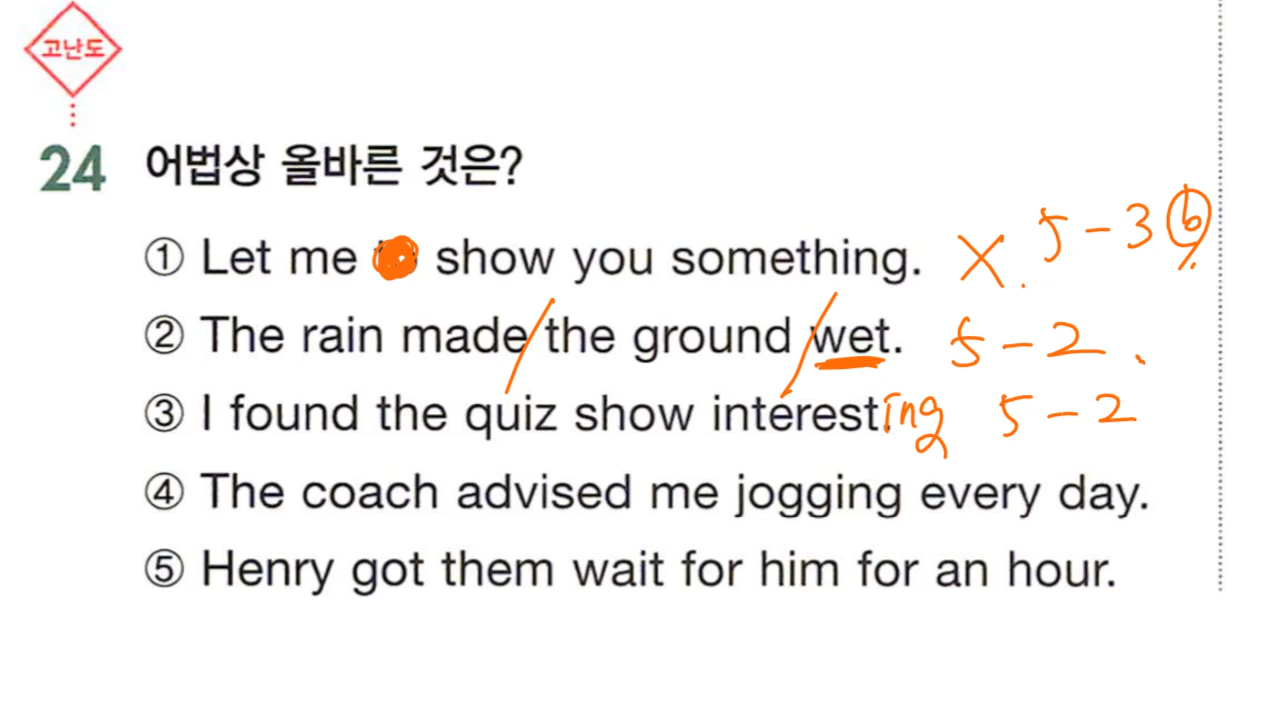 고난도
24 어법상 올바른 것은?
① Let me show you something. X. 5-3 ⓑ
② The rain made the ground wet. 5-2.
③ I found the quiz show interesting 5-2
④ The coach advised me jogging every day.
⑤ Henry got them wait for him for an hour.